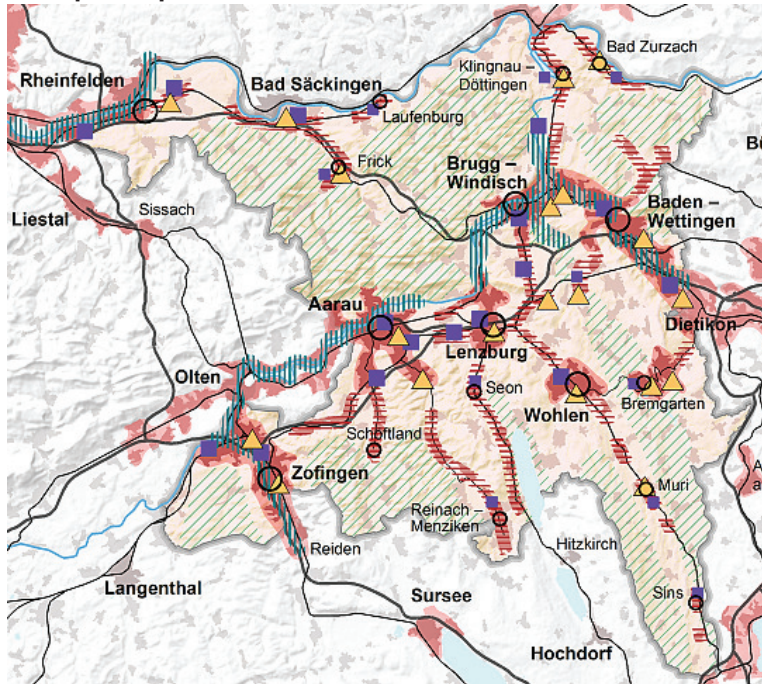 Bad Zurzach
Klingnau –
Döttingen
Rheinfelden
Bad Säckingen
Laufenburg
Frick
Brugg –
Windisch
Baden –
Wettingen
Liestal
Sissach
Aarau
Lenzburg
Dietikon
Olten
Seon
Wohlen
Bremgarten
Schöftland
Zofingen
Muri
Reinach –
Menziken
Reiden
Hitzkirch
Langenthal
Sursee
Sins
Hochdorf